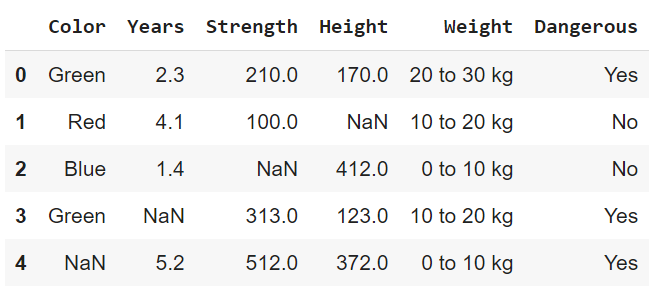 Color Years Strength Height Weight Dangerous
0 Green 2.3 210.0 170.0 20 to 30 kg Yes
1 Red 4.1 100.0 NaN 10 to 20 kg No
2 Blue 1.4 NaN 412.0 0 to 10 kg No
3 Green NaN 313.0 123.0 10 to 20 kg Yes
4 NaN 5.2 512.0 372.0 0 to 10 kg Yes